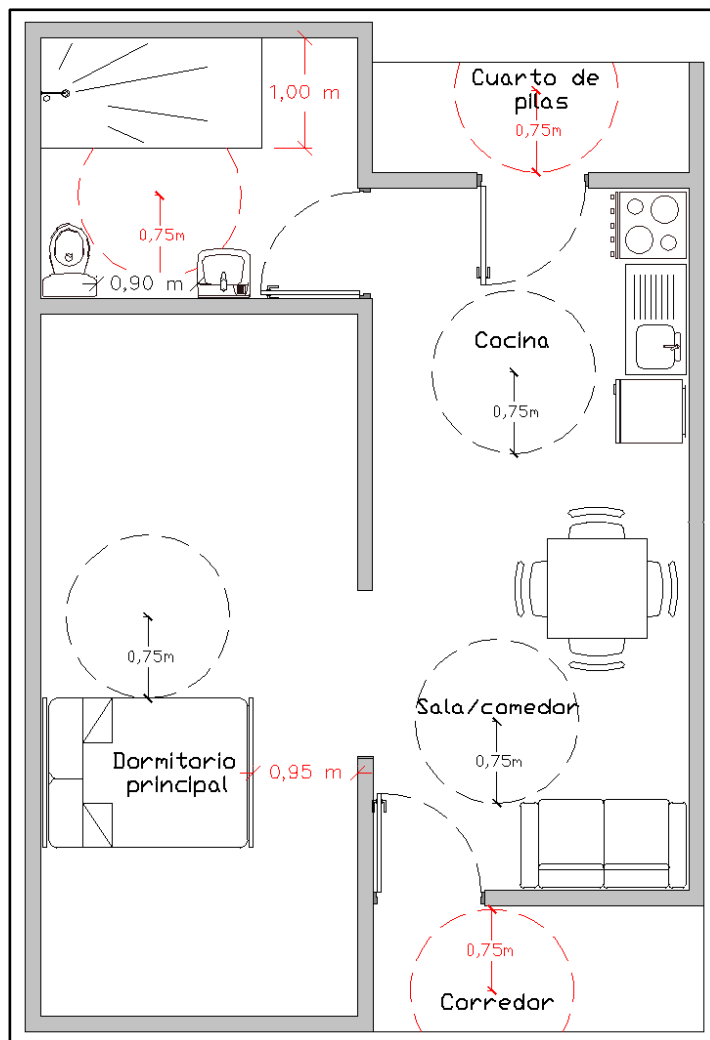 Cuarto de
pilas
0,75m
1,00 m
0,75m
0,90 m
Cocina
0,75m
0,75m
Sala/comedor
0,75m
Dormitorio
principal
0,95 m
0,75m
Corredor